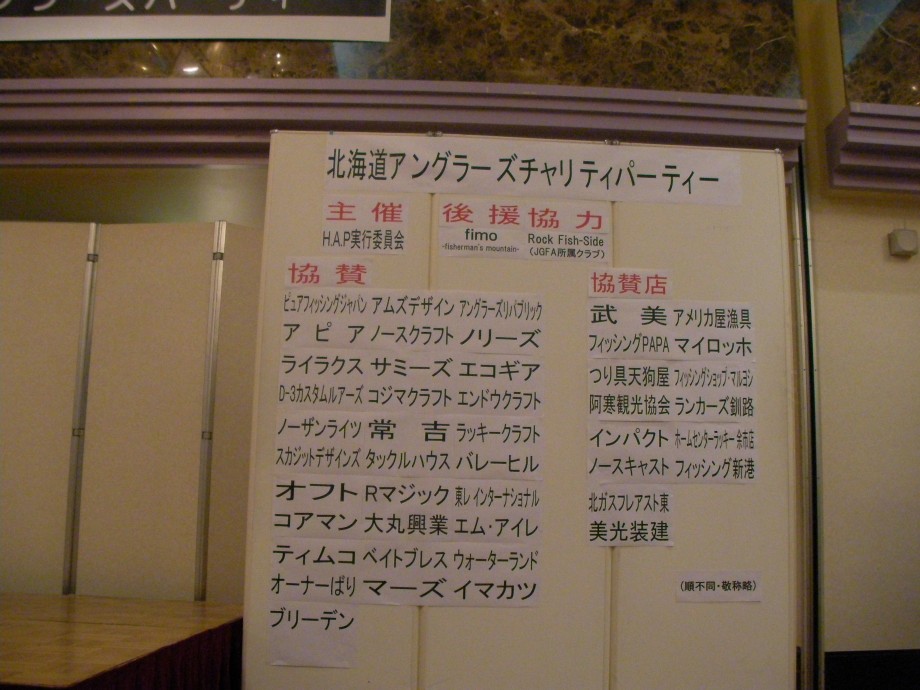 北海道アングラーズチャリティパーティー
主催
H.A.P実行委員会
後援協力
fimo
-fisherman's mountain-
Rock Fish-Side
(JGFA所属クラブ)
協賛
ピュアフィッシングジャパン アムズデザイン アングラーズリパブリック
アピア ノースクラフト ノリーズ
ライラクス サミーズ エコギア
D-3カスタムルアーズ コジマクラフト エンドウクラフト
ノーザンライツ 常吉 ラッキークラフト
スカジットデザインズ タックルハウス バレーヒル
オフト Rマジック 東レインターナショナル
コアマン 大丸興業 エム・アイレ
ティムコ ベイトブレス ウォーターランド
オーナーばり マーズ イマカツ
ブリーデン
協賛店
武美 アメリカ屋漁具
フィッシングPAPA マイロッホ
つり具天狗屋 フィッシングショップ・マルヨシ
阿寒観光協会 ランカーズ釧路
インパクト ホームセンターラッキー余市店
ノースキャスト フィッシング新港
北ガスフレアスト東
美光装建
(順不同・敬称略)